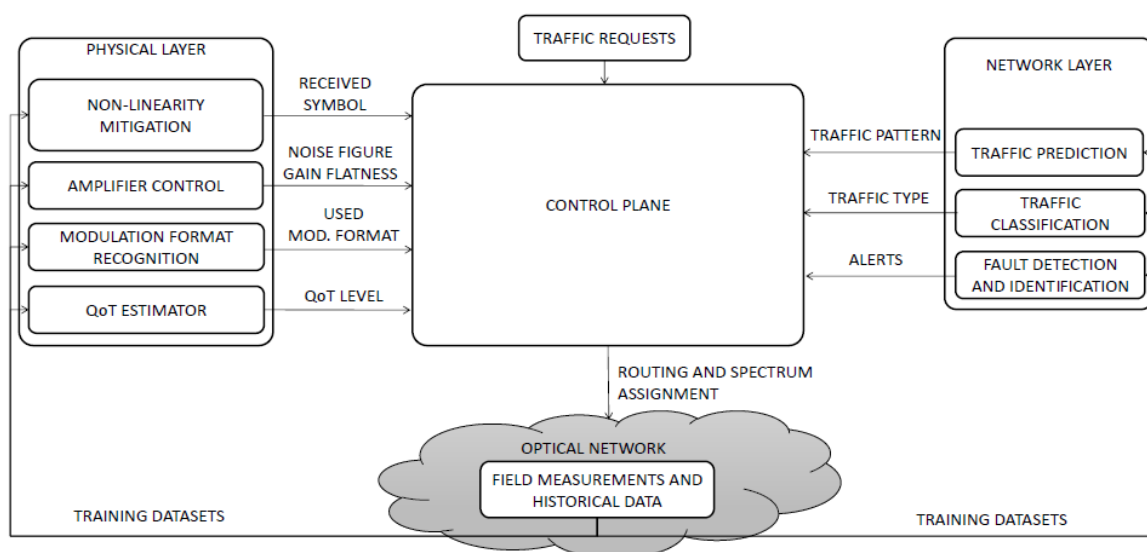 TRAFFIC REQUESTS
PHYSICAL LAYER
NON-LINEARITY
MITIGATION
AMPLIFIER CONTROL
MODULATION FORMAT
RECOGNITION
QoT ESTIMATOR
RECEIVED
SYMBOL
NOISE FIGURE
GAIN FLATNESS
USED
MOD. FORMAT
QoT LEVEL
CONTROL PLANE
TRAFFIC PATTERN
TRAFFIC TYPE
ALERTS
NETWORK LAYER
TRAFFIC PREDICTION
TRAFFIC
CLASSIFICATION
FAULT DETECTION
AND IDENTIFICATION
ROUTING AND SPECTRUM
ASSIGNMENT
OPTICAL NETWORK
FIELD MEASUREMENTS AND
HISTORICAL DATA
TRAINING DATASETS
TRAINING DATASETS